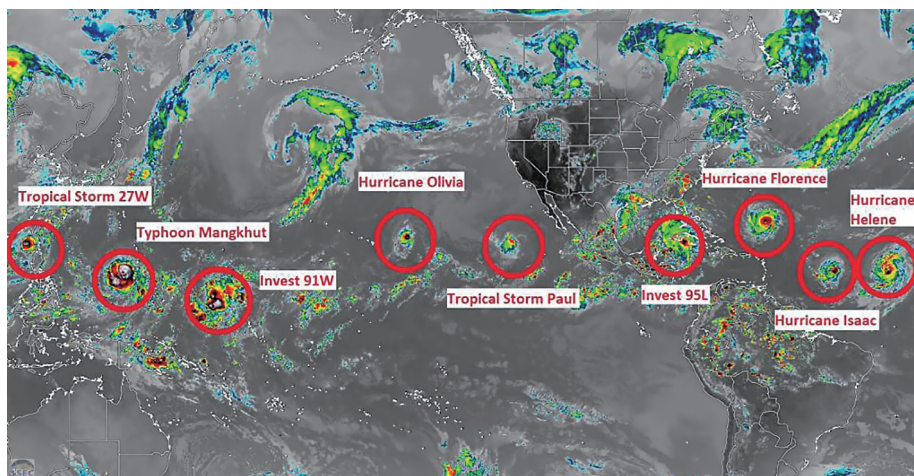 Tropical Storm 27W
Typhoon Mangkhut
Invest 91W
Hurricane Olivia
Tropical Storm Paul
Invest 95L
Hurricane Florence
Hurricane Isaac
Hurricane
Helene